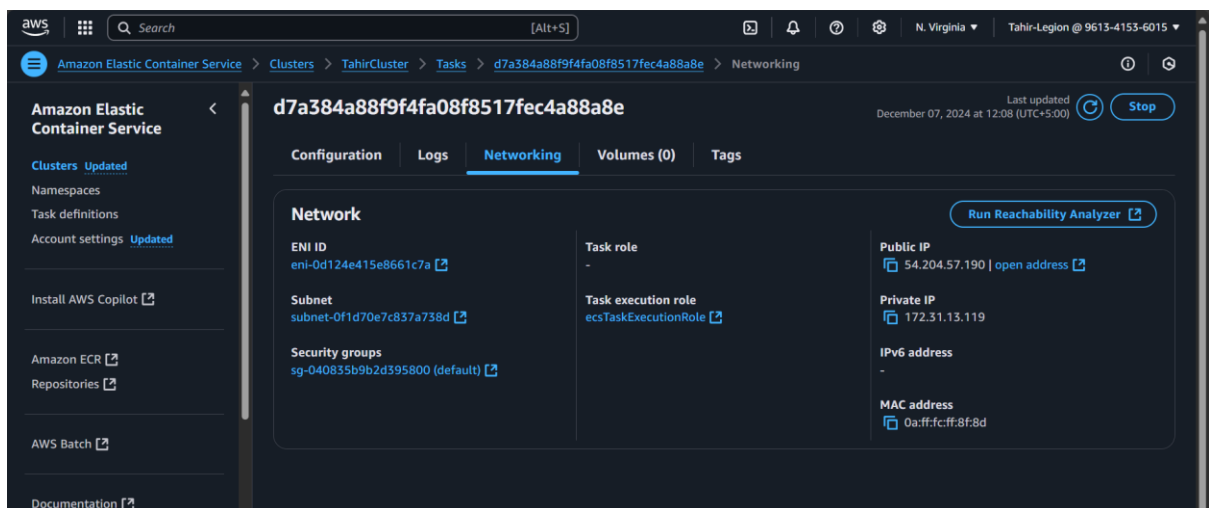 aws
Search [Alt+S]
N. Virginia ▼
Tahir-Legion @ 9613-4153-6015 ▼
Amazon Elastic Container Service > Clusters > TahirCluster > Tasks > d7a384a88f9f4fa08f8517fec4a88a8e > Networking
Amazon Elastic
Container Service
Clusters Updated
Namespaces
Task definitions
Account settings Updated
Install AWS Copilot
Amazon ECR
Repositories
AWS Batch
Documentation
d7a384a88f9f4fa08f8517fec4a88a8e
Last updated
December 07, 2024 at 12:08 (UTC+5:00)
Stop
Configuration Logs Networking Volumes (0) Tags
Network
Run Reachability Analyzer
ENI ID
eni-0d124e415e8661c7a
Subnet
subnet-0f1d70e7c837a738d
Security groups
sg-040835b9b2d395800 (default)
Task role
-
Task execution role
ecsTaskExecutionRole
Public IP
54.204.57.190 | open address
Private IP
172.31.13.119
IPv6 address
-
MAC address
0a:ff:fc:ff:8f:8d